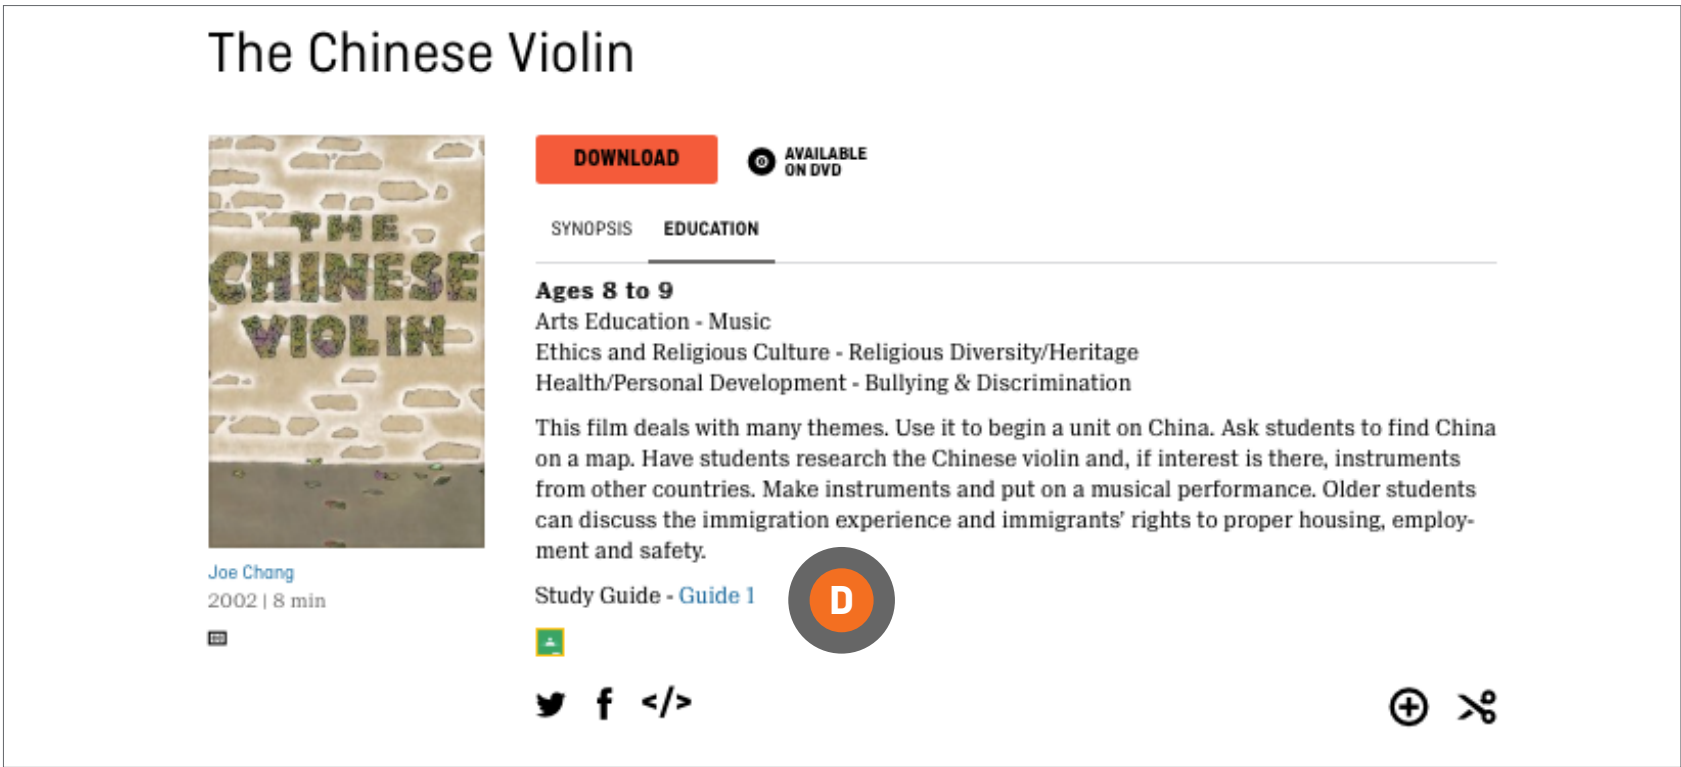 The Chinese Violin
THE
CHINESE
VIOLIN
Joe Chang
2002 | 8 min
DOWNLOAD
AVAILABLE
ON DVD
SYNOPSIS EDUCATION
Ages 8 to 9
Arts Education - Music
Ethics and Religious Culture - Religious Diversity/Heritage
Health/Personal Development - Bullying & Discrimination
This film deals with many themes. Use it to begin a unit on China. Ask students to find China
on a map. Have students research the Chinese violin and, if interest is there, instruments
from other countries. Make instruments and put on a musical performance. Older students
can discuss the immigration experience and immigrants’ rights to proper housing, employ-
ment and safety.
Study Guide - Guide 1
D